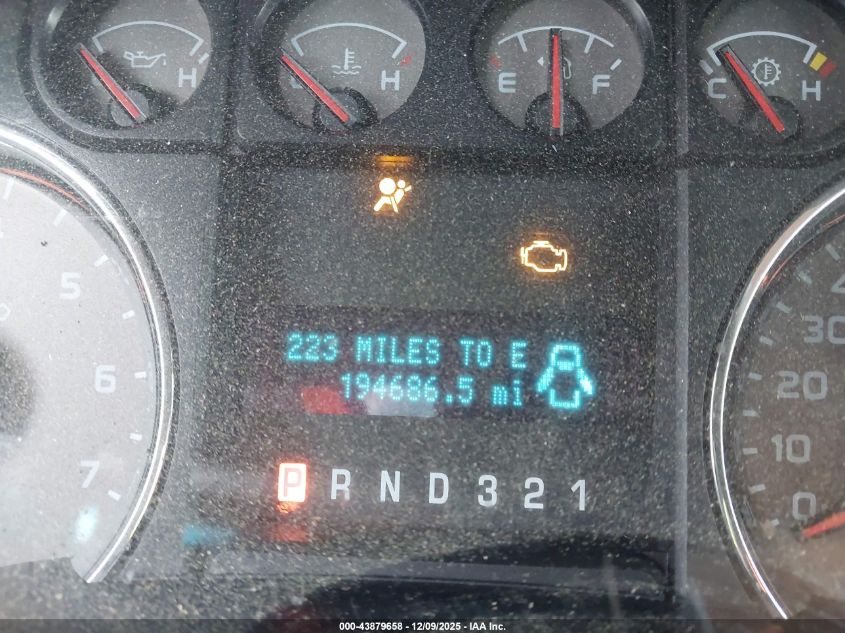 H
H
E F
C H
5
6
7
223 MILES TO E
194686.5 mi
P R N D 3 2 1
30
20
10
0
000-43879658 - 12/09/2025 - IAA Inc.